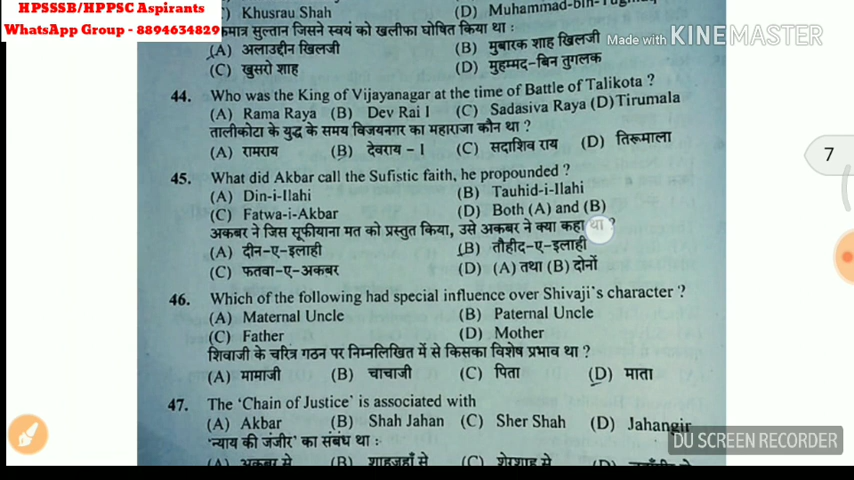 HPSSSB/HPPSC Aspirants
WhatsApp Group - 8894634829
Made with KINEMASTER
Khusrau Shah (D) Muhammad-bin-
सुल्तान जिसने स्वयं को खलीफा घोषित किया था :
(A) अलाउद्दीन खिलजी (B) मुबारक शाह खिलजी
(C) खुसरो शाह (D) मुहम्मद-बिन तुगलक
44. Who was the King of Vijayanagar at the time of Battle of Talikota ?
(A) Rama Raya (B) Dev Rai I (C) Sadasiva Raya (D) Tirumala
तालीकोटा के युद्ध के समय विजयनगर का महाराजा कौन था ?
(A) रामराय (B) देवराय - I (C) सदाशिव राय (D) तिरूमाला
45. What did Akbar call the Sufistic faith, he propounded ?
(A) Din-i-Ilahi (B) Tauhid-i-Ilahi
(C) Fatwa-i-Akbar (D) Both (A) and (B)
अकबर ने जिस सूफीयाना मत को प्रस्तुत किया, उसे अकबर ने क्या कहा था ?
(A) दीन-ए-इलाही (B) तौहीद-ए-इलाही
(C) फतवा-ए-अकबर (D) (A) तथा (B) दोनों
46. Which of the following had special influence over Shivaji's character ?
(A) Maternal Uncle (B) Paternal Uncle
(C) Father (D) Mother
शिवाजी के चरित्र गठन पर निम्नलिखित में से किसका विशेष प्रभाव था ?
(A) मामाजी (B) चाचाजी (C) पिता (D) माता
47. The 'Chain of Justice' is associated with
(A) Akbar (B) Shah Jahan (C) Sher Shah (D) Jahangir
'न्याय की जंजीर' का संबंध था :
(A) अकबर से (B) शाहजहाँ से (C) शेरशाह से
7
DU SCREEN RECORDER